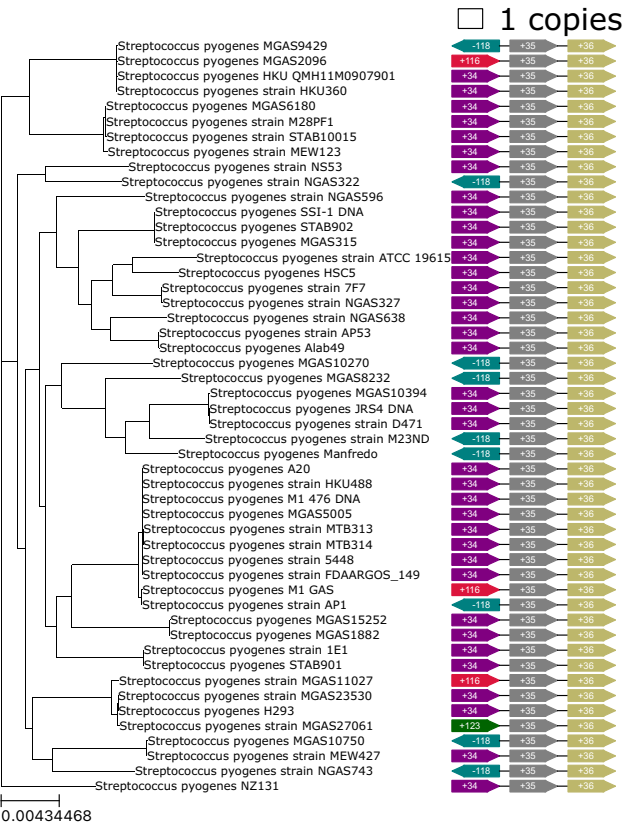 1 copies
Streptococcus pyogenes MGAS9429 -118 +35 +36
Streptococcus pyogenes MGAS2096 +116 +35 +36
Streptococcus pyogenes HKU QMH11M0907901 +34 +35 +36
Streptococcus pyogenes strain HKU360 +34 +35 +36
Streptococcus pyogenes MGAS6180 +34 +35 +36
Streptococcus pyogenes strain M28PF1 +34 +35 +36
Streptococcus pyogenes strain STAB10015 +34 +35 +36
Streptococcus pyogenes strain MEW123 +34 +35 +36
Streptococcus pyogenes strain NS53 +34 +35 +36
Streptococcus pyogenes strain NGAS322 -118 +35 +36
Streptococcus pyogenes strain NGAS596 +34 +35 +36
Streptococcus pyogenes SSI-1 DNA +34 +35 +36
Streptococcus pyogenes STAB902 +34 +35 +36
Streptococcus pyogenes MGAS315 +34 +35 +36
Streptococcus pyogenes strain ATCC 19615 +34 +35 +36
Streptococcus pyogenes HSC5 +34 +35 +36
Streptococcus pyogenes strain 7F7 +34 +35 +36
Streptococcus pyogenes strain NGAS327 +34 +35 +36
Streptococcus pyogenes strain NGAS638 +34 +35 +36
Streptococcus pyogenes strain AP53 +34 +35 +36
Streptococcus pyogenes Alab49 +34 +35 +36
Streptococcus pyogenes MGAS10270 -118 +35 +36
Streptococcus pyogenes MGAS8232 -118 +35 +36
Streptococcus pyogenes MGAS10394 +34 +35 +36
Streptococcus pyogenes JRS4 DNA +34 +35 +36
Streptococcus pyogenes strain D471 +34 +35 +36
Streptococcus pyogenes strain M23ND -118 +35 +36
Streptococcus pyogenes Manfredo -118 +35 +36
Streptococcus pyogenes A20 +34 +35 +36
Streptococcus pyogenes strain HKU488 +34 +35 +36
Streptococcus pyogenes M1 476 DNA +34 +35 +36
Streptococcus pyogenes MGAS5005 +34 +35 +36
Streptococcus pyogenes strain MTB313 +34 +35 +36
Streptococcus pyogenes strain MTB314 +34 +35 +36
Streptococcus pyogenes strain 5448 +34 +35 +36
Streptococcus pyogenes strain FDAARGOS_149 +34 +35 +36
Streptococcus pyogenes M1 GAS +116 +35 +36
Streptococcus pyogenes strain AP1 -118 +35 +36
Streptococcus pyogenes MGAS15252 +34 +35 +36
Streptococcus pyogenes MGAS1882 +34 +35 +36
Streptococcus pyogenes strain 1E1 +34 +35 +36
Streptococcus pyogenes STAB901 +34 +35 +36
Streptococcus pyogenes strain MGAS11027 +116 +35 +36
Streptococcus pyogenes strain MGAS23530 +34 +35 +36
Streptococcus pyogenes H293 +34 +35 +36
Streptococcus pyogenes strain MGAS27061 +123 +35 +36
Streptococcus pyogenes MGAS10750 -118 +35 +36
Streptococcus pyogenes strain MEW427 +34 +35 +36
Streptococcus pyogenes strain NGAS743 -118 +35 +36
Streptococcus pyogenes NZ131 +34 +35 +36
0.00434468